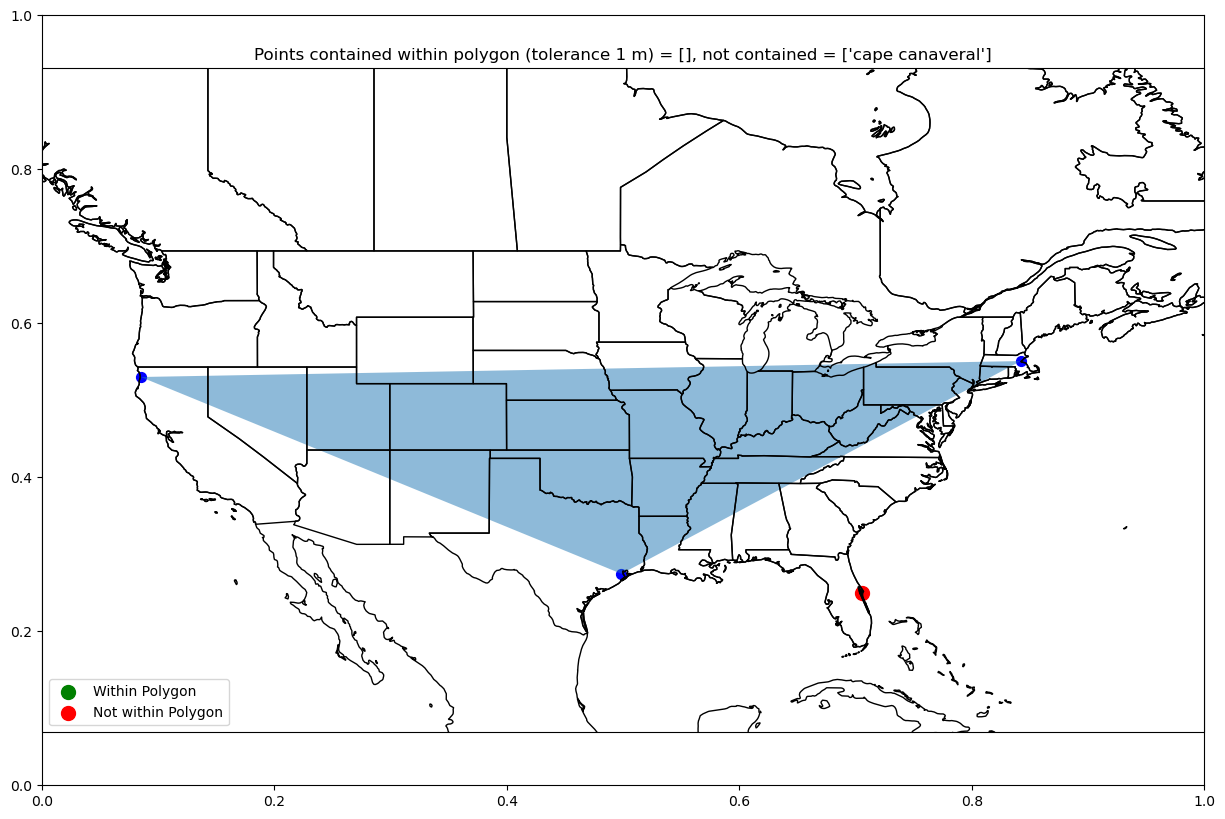 1.0
Points contained within polygon (tolerance 1 m) = [], not contained = ['cape canaveral']
0.8
0.6
0.4
0.2
Within Polygon
Not within Polygon
0.0
0.0 0.2 0.4 0.6 0.8 1.0